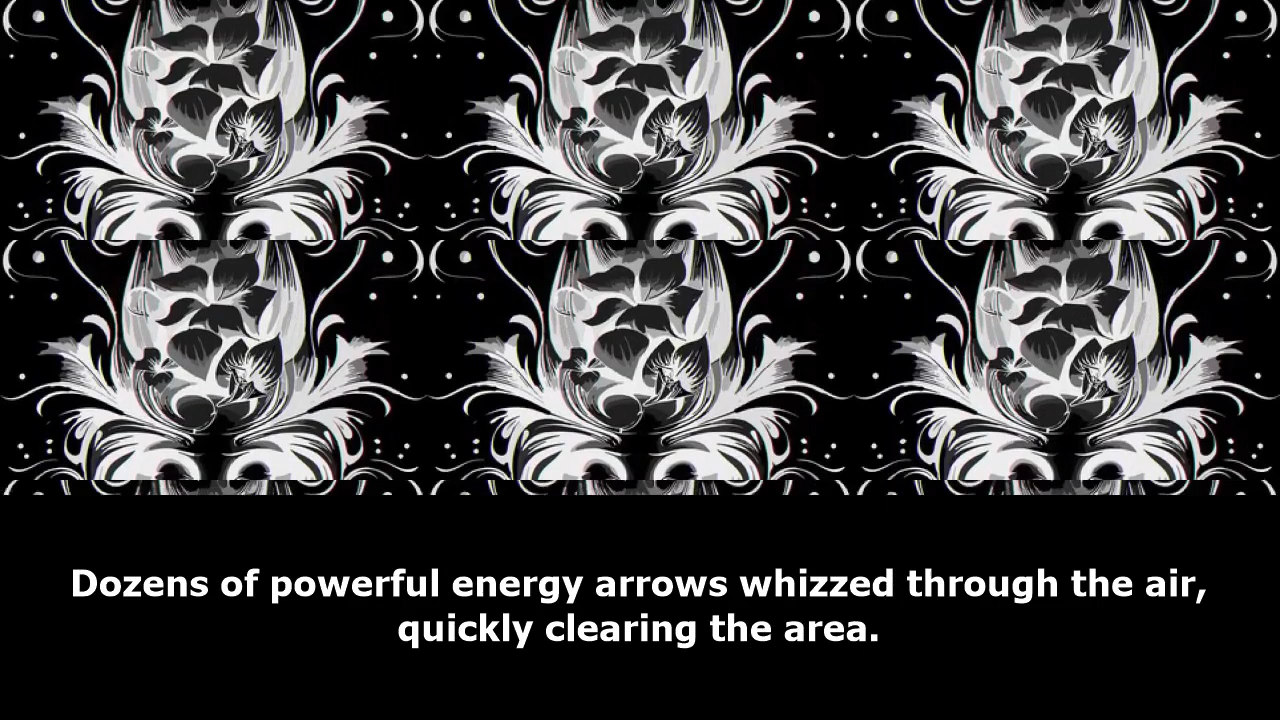 Dozens of powerful energy arrows whizzed through the air,
quickly clearing the area.